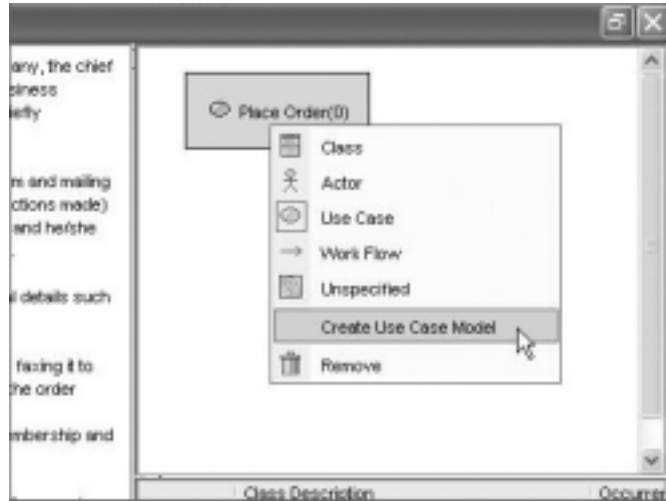 any, the chief
siness
iefly
m and mailing
ctions made)
and he/she
l details such
faxing it to
he order
mbership and
Place Order(0)
Class
Actor
Use Case
Work Flow
Unspecified
Create Use Case Model
Remove
Class Description
Occurren